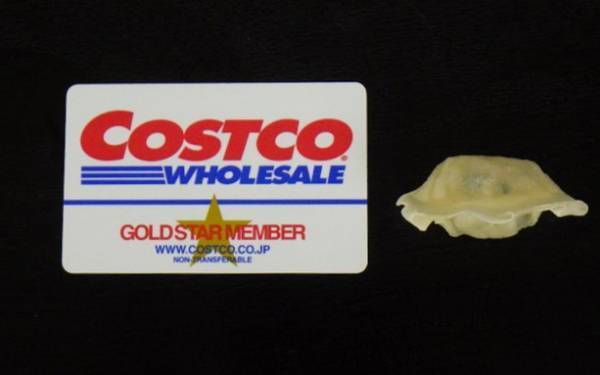 COSTCO®
WHOLESALE
GOLD STAR MEMBER
WWW.COSTCO.CO.JP
NON-TRANSFERABLE